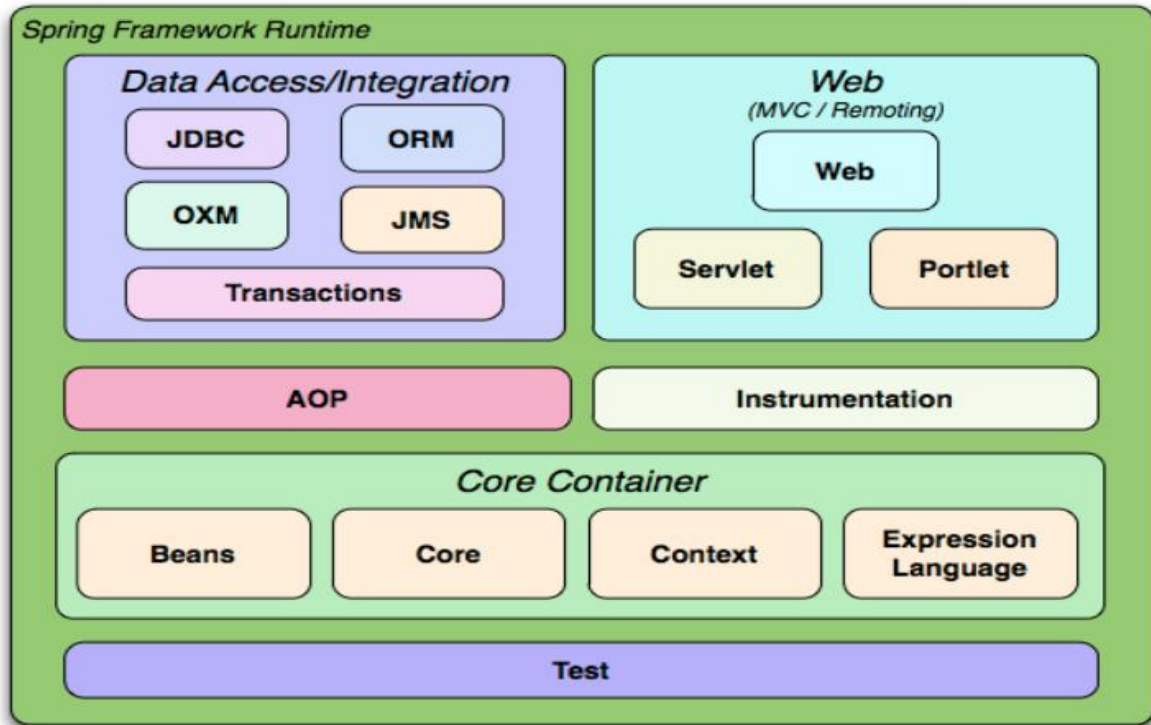 Spring Framework Runtime
Data Access/Integration
JDBC
ORM
OXM
JMS
Transactions
Web
(MVC / Remoting)
Web
Servlet
Portlet
AOP
Instrumentation
Core Container
Beans
Core
Context
Expression
Language
Test